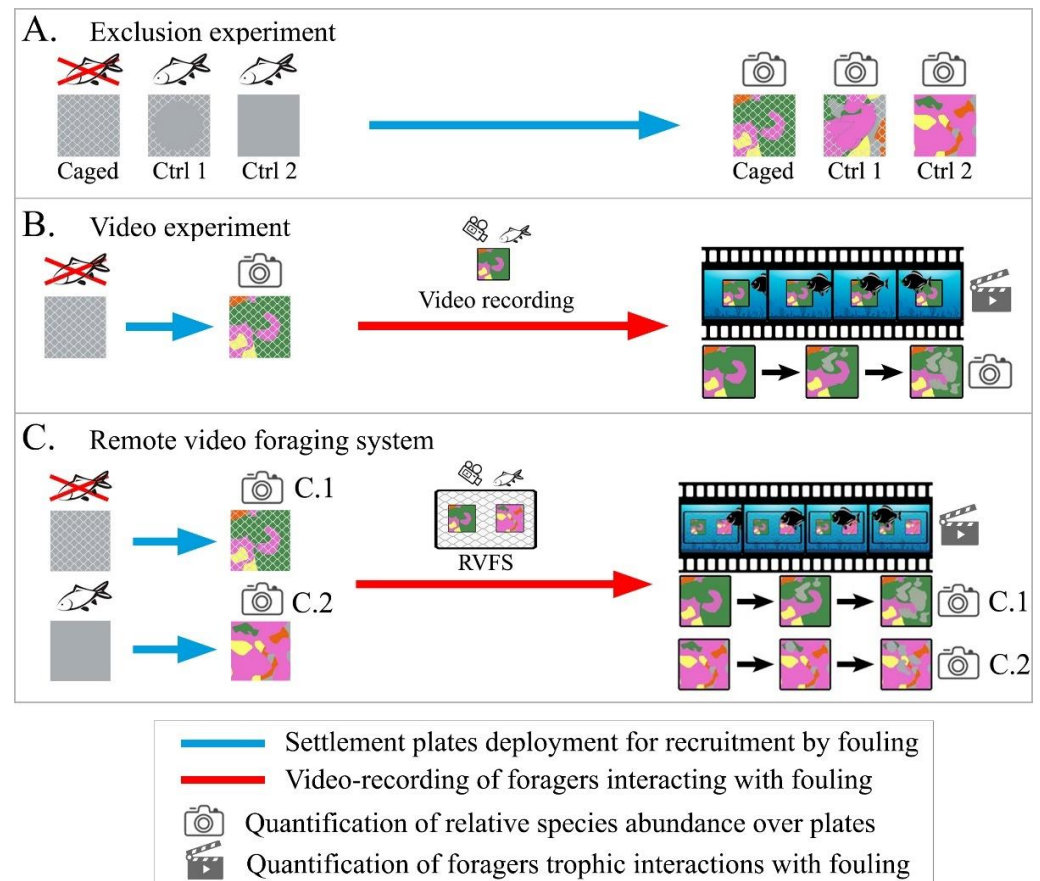 A. Exclusion experiment
Caged Ctrl 1 Ctrl 2
Caged Ctrl 1 Ctrl 2
B. Video experiment
Video recording
C. Remote video foraging system
C.1
C.2
RVFS
C.1
C.2
Settlement plates deployment for recruitment by fouling
Video-recording of foragers interacting with fouling
Quantification of relative species abundance over plates
Quantification of foragers trophic interactions with fouling